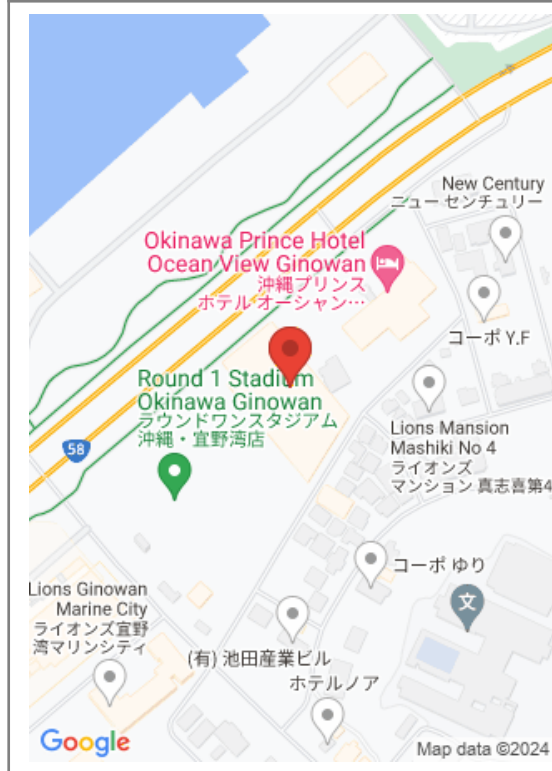 New Century
ニュー センチュリー
Okinawa Prince Hotel
Ocean View Ginowan
沖縄プリンス
ホテル オーシャン…
コーポ Y.F
Round 1 Stadium
Okinawa Ginowan
ラウンドワンスタジアム
沖縄・宜野湾店
Lions Mansion
Mashiki No 4
ライオンズ
マンション 真志喜第4
58
コーポ ゆり
文
Lions Ginowan
Marine City
ライオンズ宜野
湾マリンシティ
(有) 池田産業ビル
ホテルノア
Google
Map data ©2024